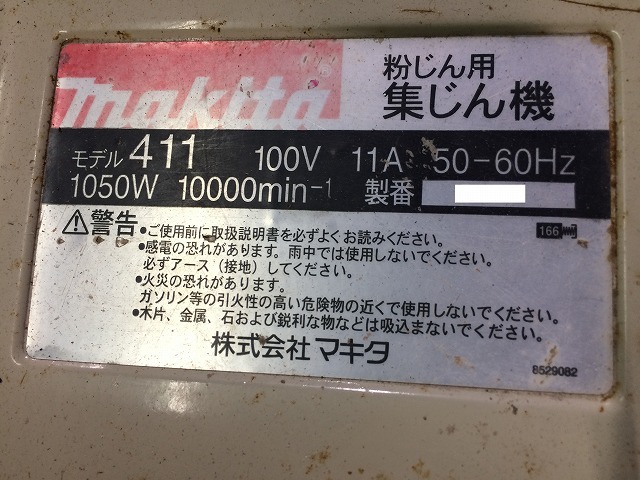 makita
粉じん用
集じん機
モデル 411 100V 11A 50-60Hz
1050W 10000min-1 製番
警告
•ご使用前に取扱説明書を必ずよくお読みください。
166
•感電の恐れがあります。雨中では使用しないでください。
必ずアース（接地）してください。
•火災の恐れがあります。
ガソリン等の引火性の高い危険物の近くで使用しないでください。
•木片、金属、石および鋭利な物などは吸込まないでください。
株式会社 マキタ
8529082